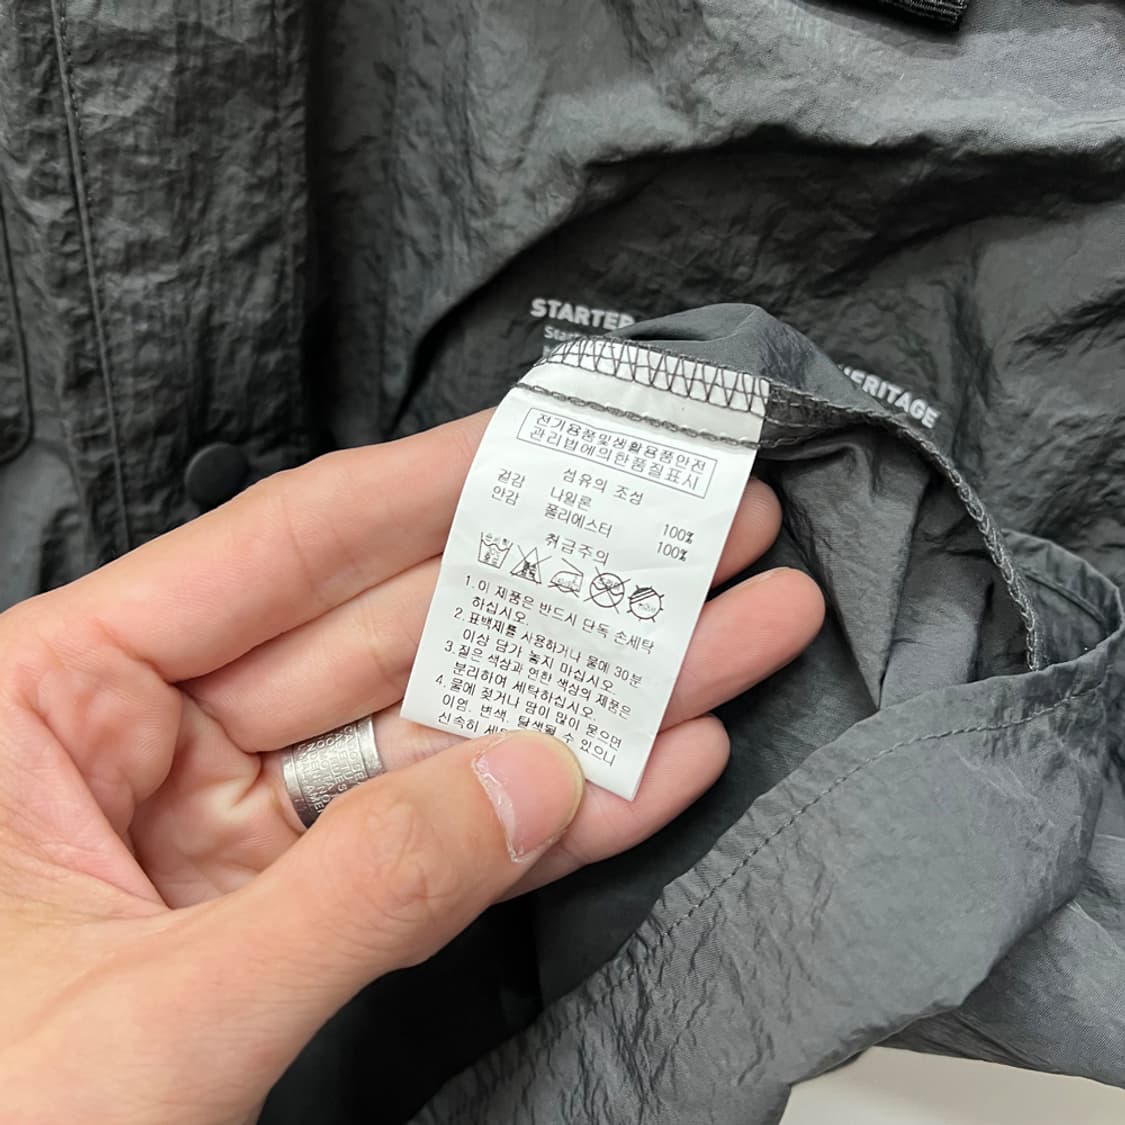 STARTER
HERITAGE
전기용품및생활용품안전
관리법에의한품질표시
섬유의 조성
겉감 나일론 100%
안감 폴리에스터 100%
취급주의
1.이 제품은 반드시 단독 손세탁
하십시오.
2.표백제를 사용하거나 물에 30분
이상 담가 놓지 마십시오.
3.짙은 색상과 연한 색상의 제품은
분리하여 세탁하십시오.
4.물에 젖거나 땀이 많이 묻으면
이염, 변색, 탈색될 수 있으니
신속히